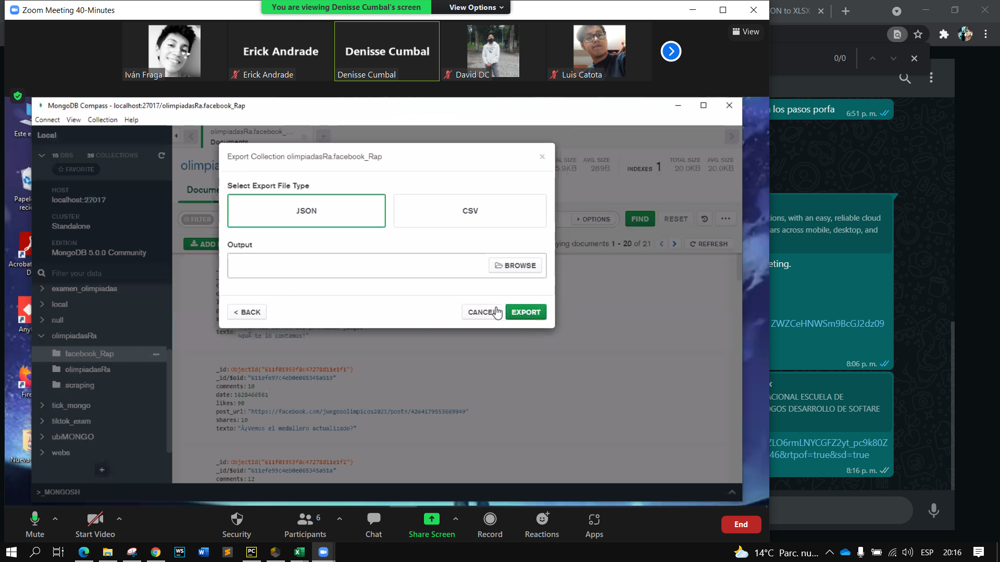 Zoom Meeting 40-Minutes
You are viewing Denisse Cumbal's screen
View Options
ON to XLSX
View
0/0
Erick Andrade
Denisse Cumbal
Iván Fraga
Erick Andrade
Denisse Cumbal
David DC
Luis Catota
MongoDB Compass - localhost:27017/olimpiadasRa.facebook_Rap
Connect View Collection Help
Local
15 DBS 26 COLLECTIONS
FAVORITE
HOST
localhost:27017
CLUSTER
Standalone
EDITION
MongoDB 5.0.0 Community
Filter your data
examen_olimpiadas
local
null
olimpiadasRa
facebook_Rap
olimpiadasRa
scraping
tick_mongo
tiktok_exam
ubiMONGO
webs
>_MONGOSH
olimpiadasRa.facebook_...
Documents
olimpia
Docume
AVG. SIZE
289B
INDEXES 1
TOTAL SIZE
20.0KB
AVG. SIZE
20.0KB
FILTER
OPTIONS
FIND
RESET
ADD
ying documents 1 - 20 of 21
REFRESH
Export Collection olimpiadasRa.facebook_Rap
Select Export File Type
JSON
CSV
Output
BROWSE
< BACK
CANCEL
EXPORT
texto:
te lo contamos!"
_id: ObjectId("611f01953f8c47278d11e1f1")
_id/$oid: "611efe97c4eb0e065345a519"
comments: 10
date: 1628466561
likes: 90
post_url: "https://facebook.com/juegosolimpicos2021/posts/4264179553669949"
shares: 10
texto: "Â¿Vemos el medallero actualizado?"
_id: ObjectId("611f01953f8c47278d11e1f2")
_id/$oid: "611efe99c4eb0e065345a51a"
comments: 12
Este e
Papele
reci
Acrobat
D
Any
Fire
Nueva
los pasos porfa
6:51 p. m.
tions, with an easy, reliable cloud
ars across mobile, desktop, and
eting.
ZWZCeHNWSm9BcGJ2dz09
8:06 p. m.
x
ACIONAL ESCUELA DE
OGOS DESARROLLO DE SOFTARE
ZLO6rmLNYCGFZ2yt_pc9k80Z
46&rtpof=true&sd=true
8:16 p. m.
Mute
Start Video
Security
6
Participants
Chat
Share Screen
Record
Reactions
Apps
End
14°C Parc. nu...
ESP
20:16